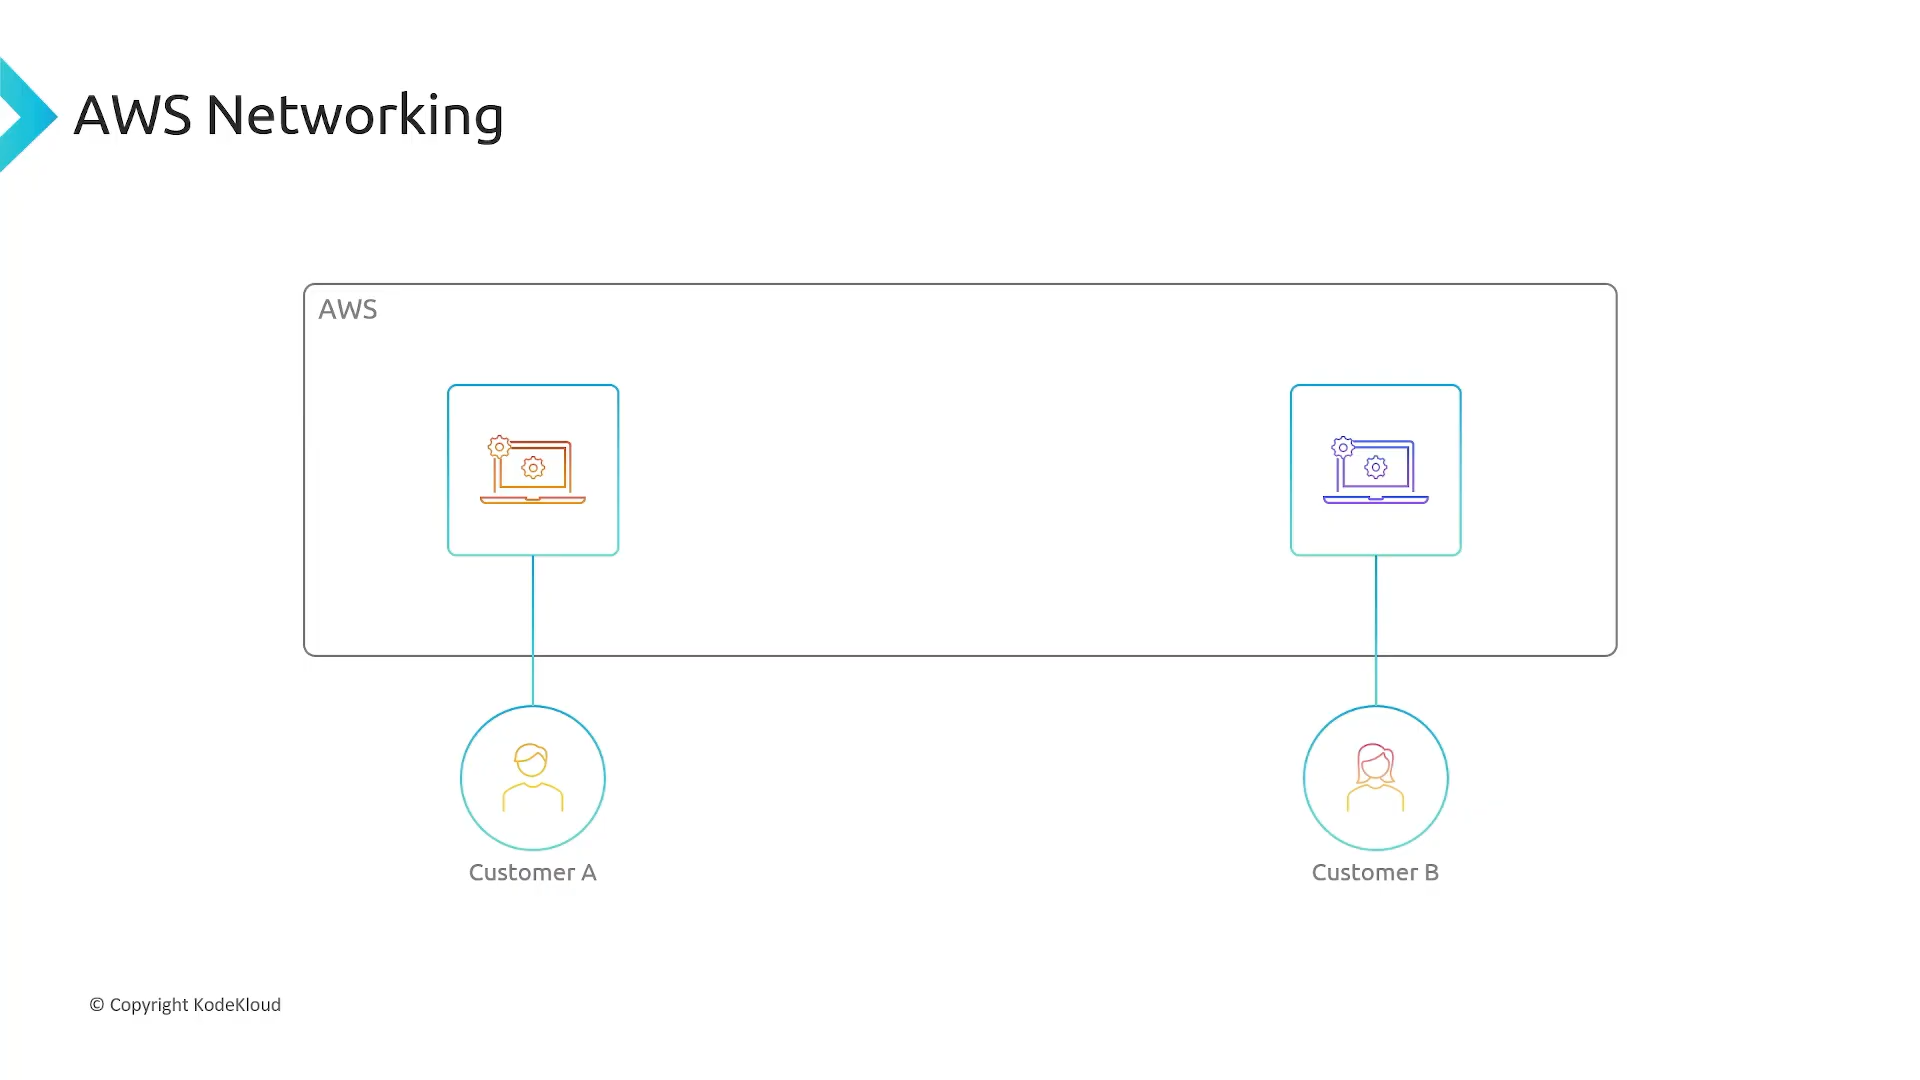 AWS Networking
AWS
Customer A
Customer B
© Copyright KodeKloud